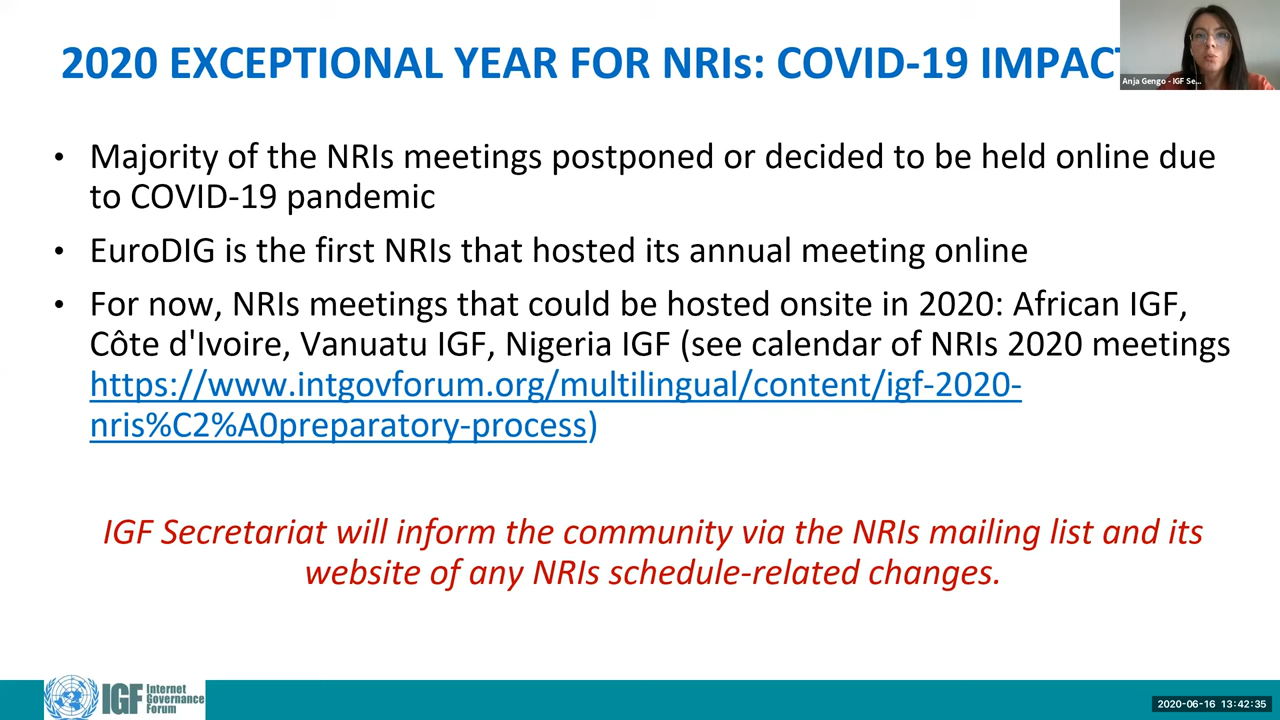 2020 EXCEPTIONAL YEAR FOR NRIs: COVID-19 IMPACT
Anja Gengo - IGF Se...
• Majority of the NRIs meetings postponed or decided to be held online due
to COVID-19 pandemic
• EuroDIG is the first NRIs that hosted its annual meeting online
• For now, NRIs meetings that could be hosted onsite in 2020: African IGF,
Côte d'Ivoire, Vanuatu IGF, Nigeria IGF (see calendar of NRIs 2020 meetings
https://www.intgovforum.org/multilingual/content/igf-2020-
nris%C2%A0preparatory-process)
IGF Secretariat will inform the community via the NRIs mailing list and its
website of any NRIs schedule-related changes.
IGF Internet
Governance
Forum
2020-06-16 13:42:35